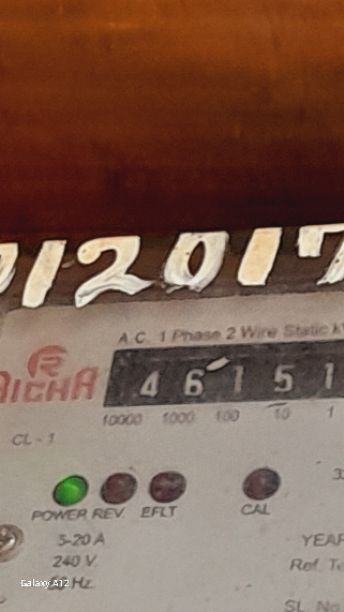 12017
A.C. 1 Phase 2 Wire Static
4 6 1 5 1
10000 1000 100 10 1
CL-1
POWER REV. EFLT CAL
5-20 A
240 V.
YEAR
Hz.
Ref.
SL. No
Galaxy A12